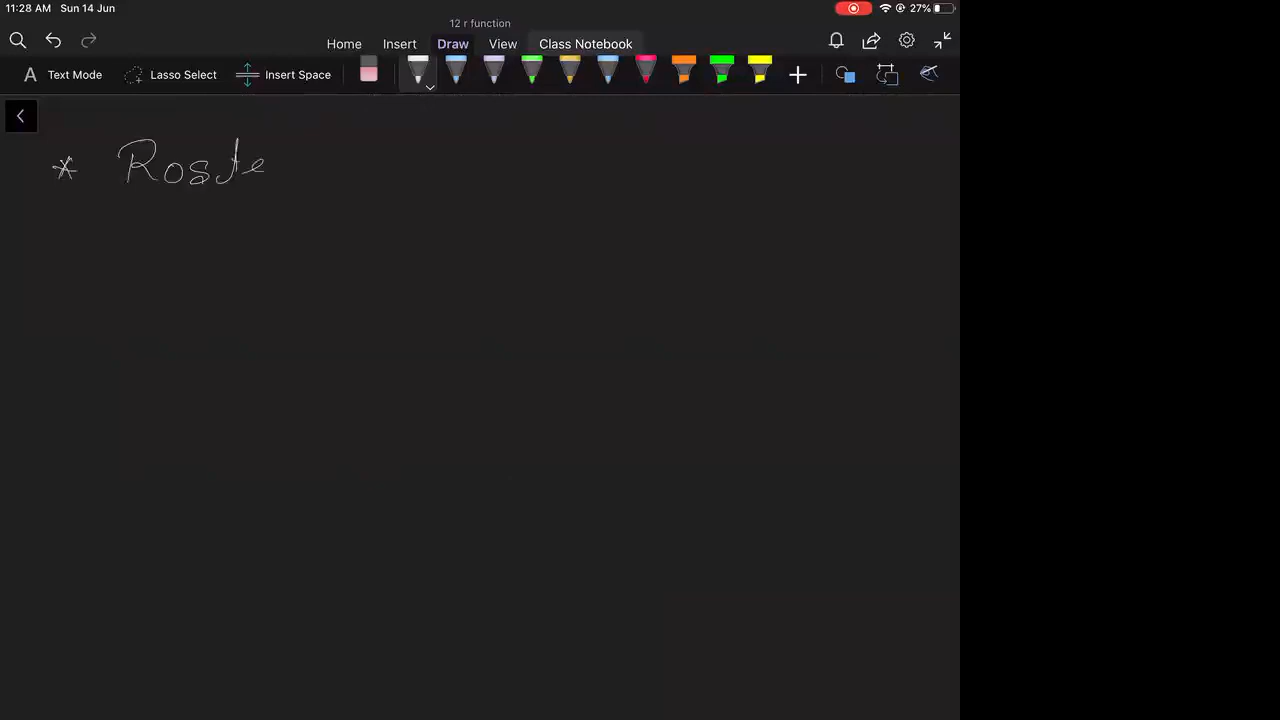 11:28 AM Sun 14 Jun
27%
12 r function
Home Insert Draw View Class Notebook
A Text Mode Lasso Select Insert Space
* Roste